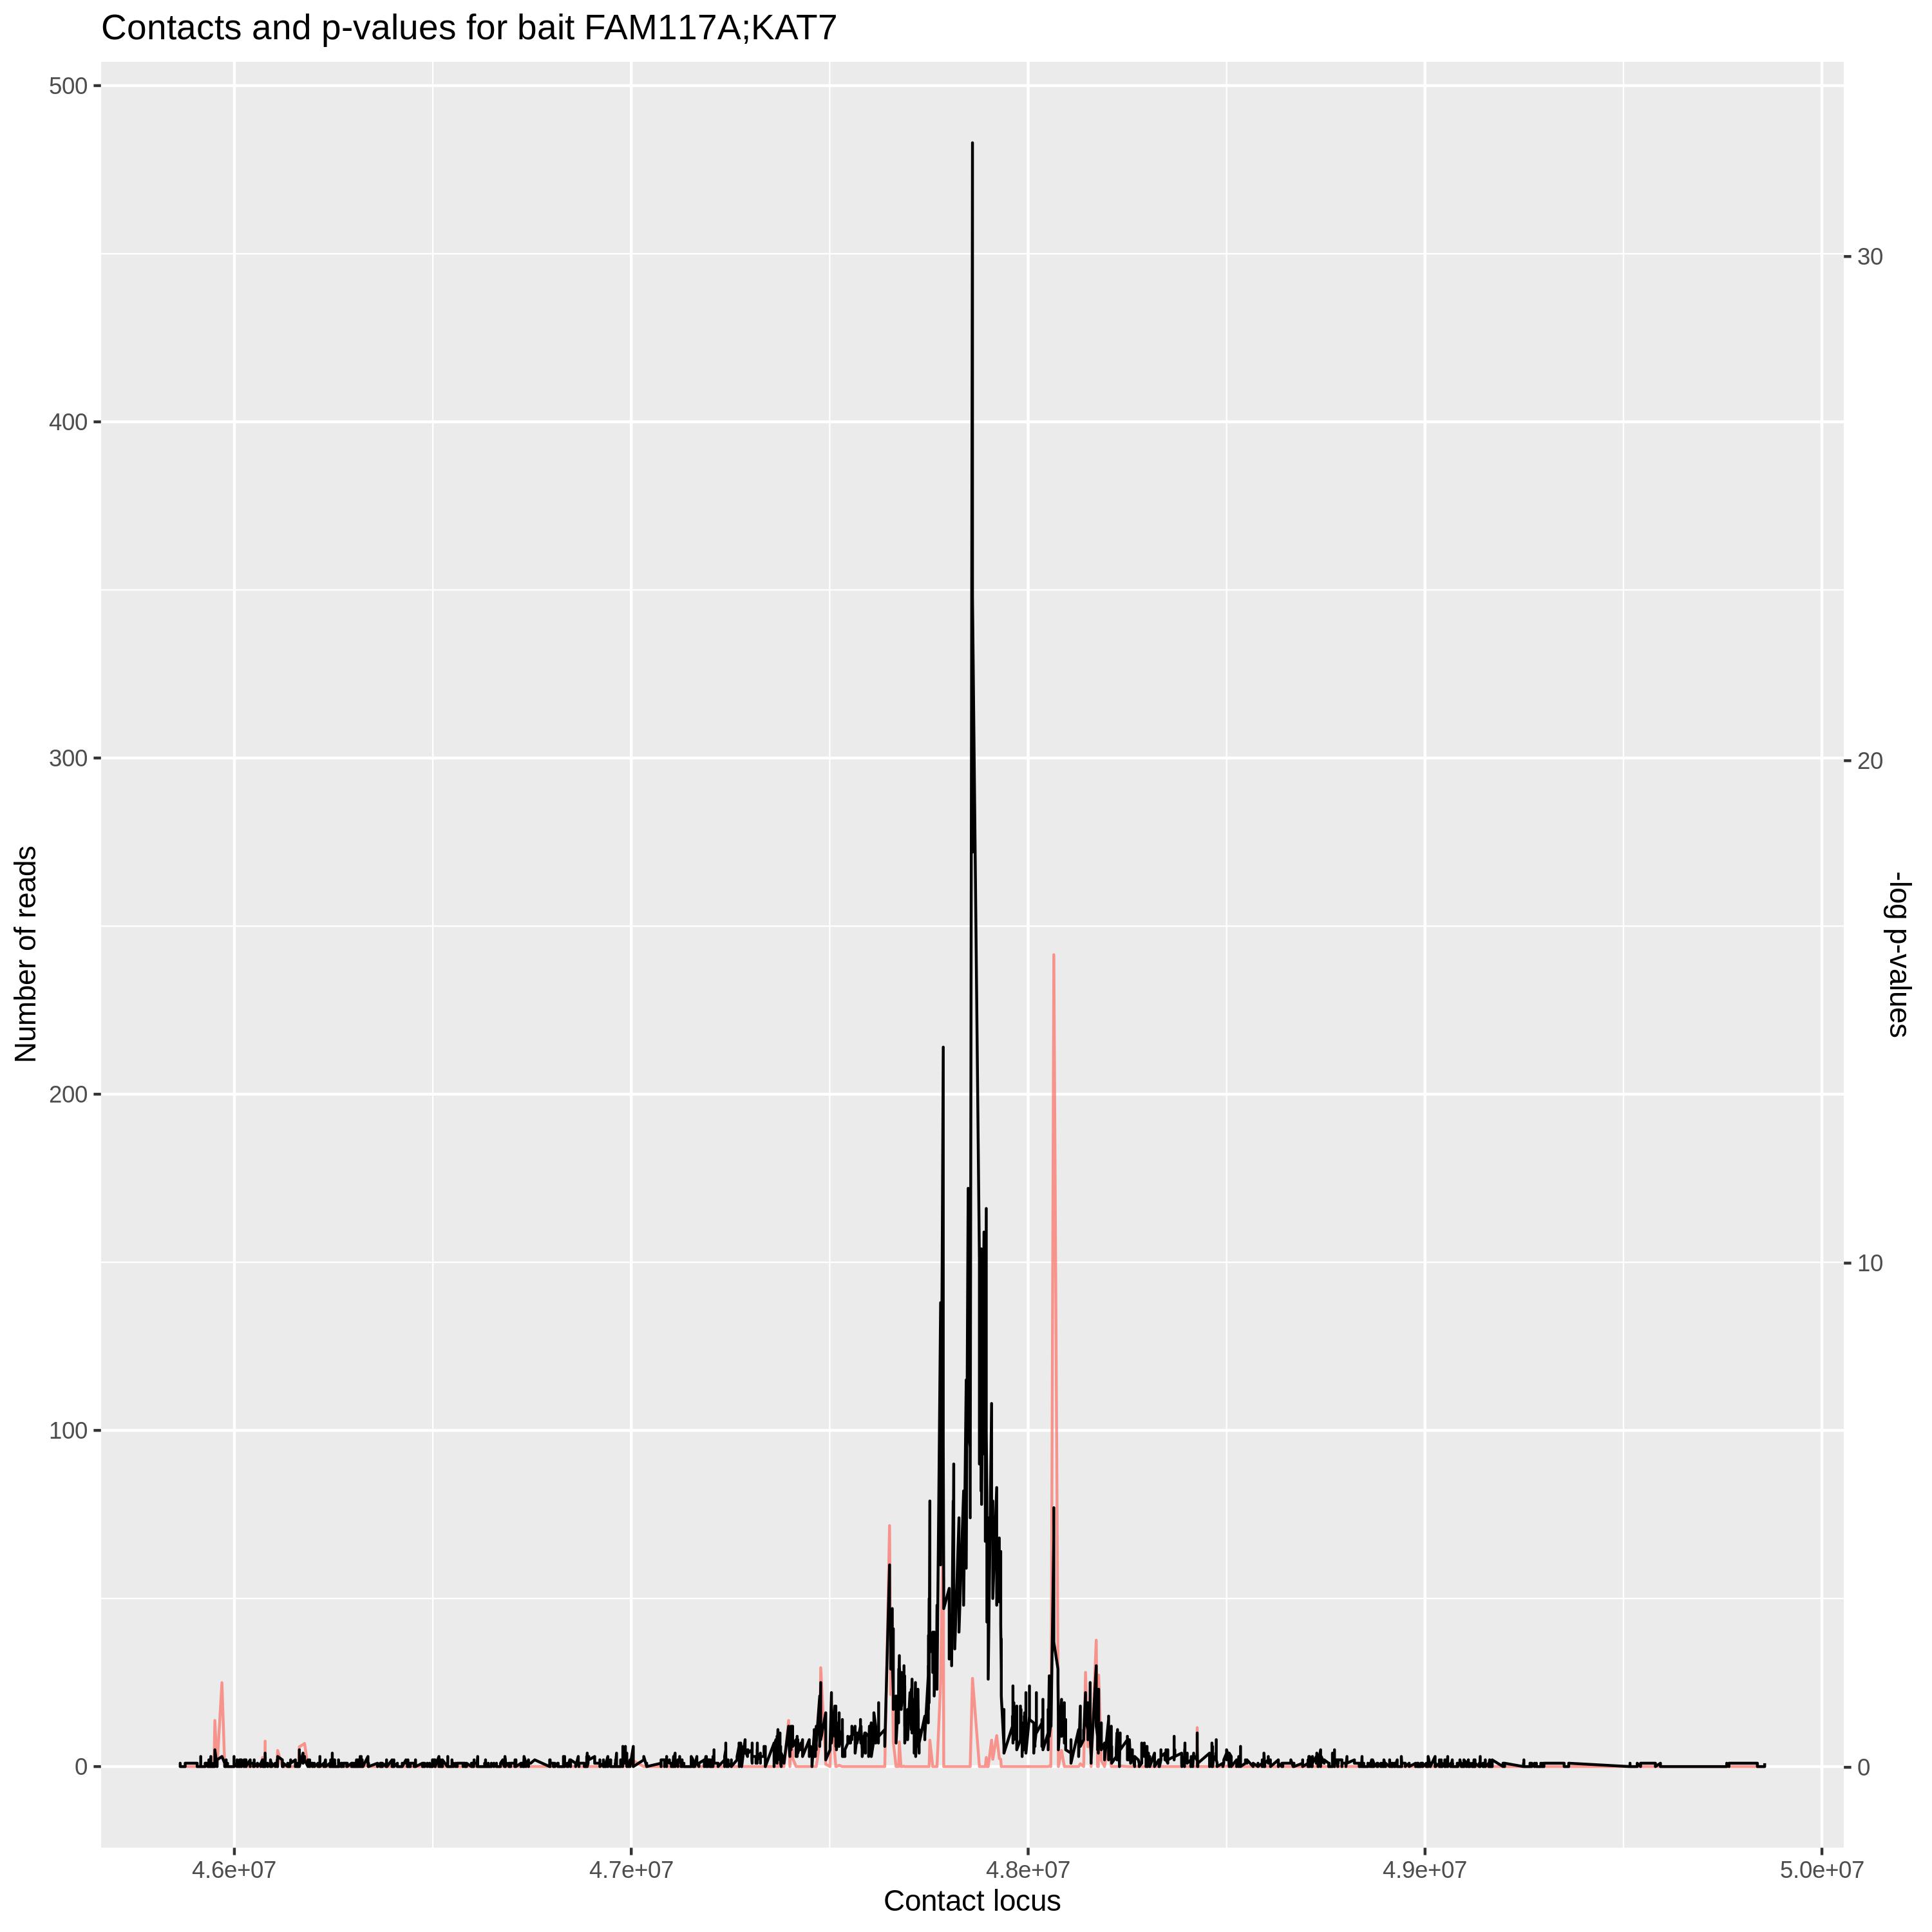 Contacts and p-values for bait FAM117A;KAT7
500
400
300
200
100
0
Number of reads
30
20
10
0
-log p-values
4.6e+07
4.7e+07
4.8e+07
4.9e+07
5.0e+07
Contact locus